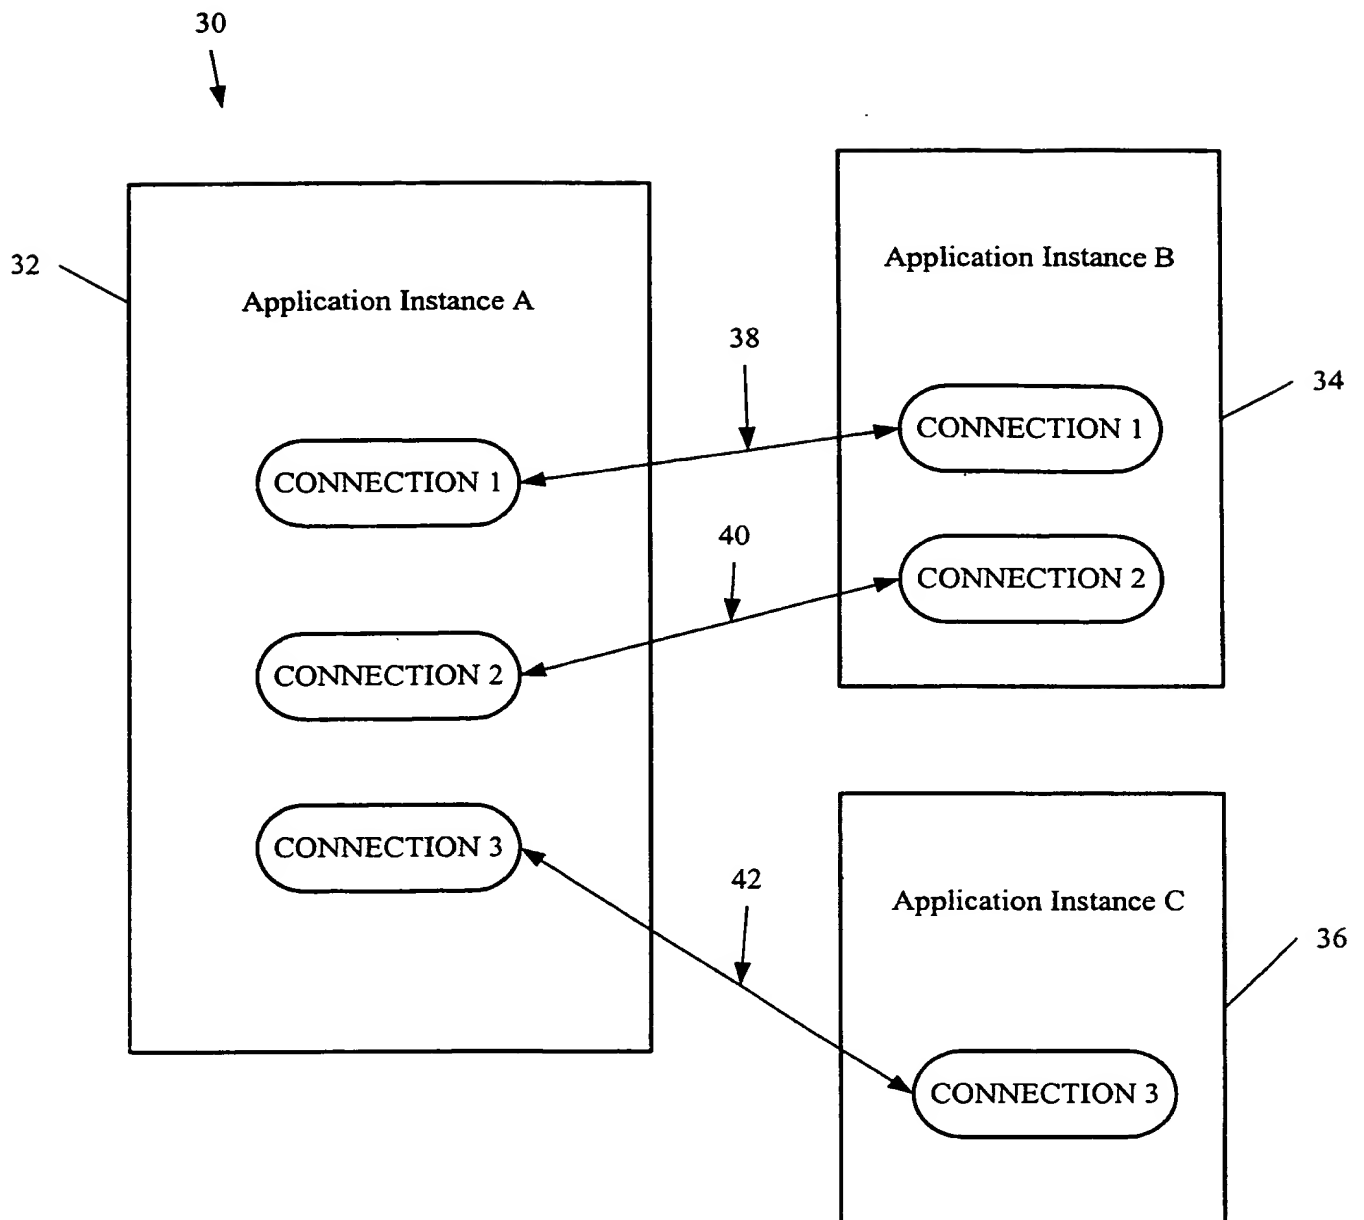 30
32
Application Instance A
CONNECTION 1
CONNECTION 2
CONNECTION 3
38
40
42
Application Instance B
CONNECTION 1
CONNECTION 2
34
Application Instance C
CONNECTION 3
36